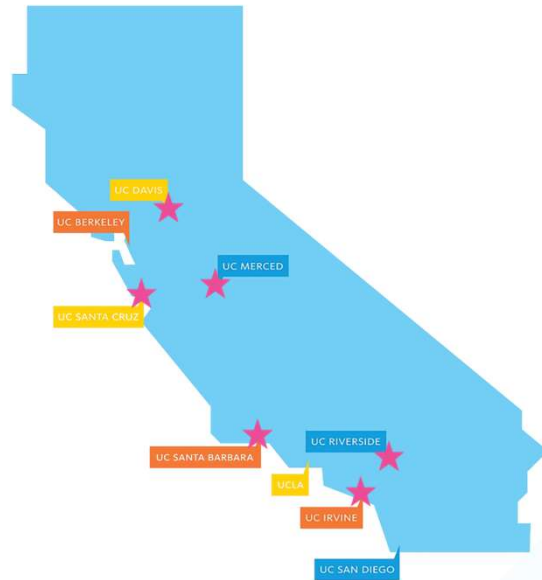 UC DAVIS
UC BERKELEY
UC MERCED
UC SANTA CRUZ
UC RIVERSIDE
UC SANTA BARBARA
UCLA
UC IRVINE
UC SAN DIEGO